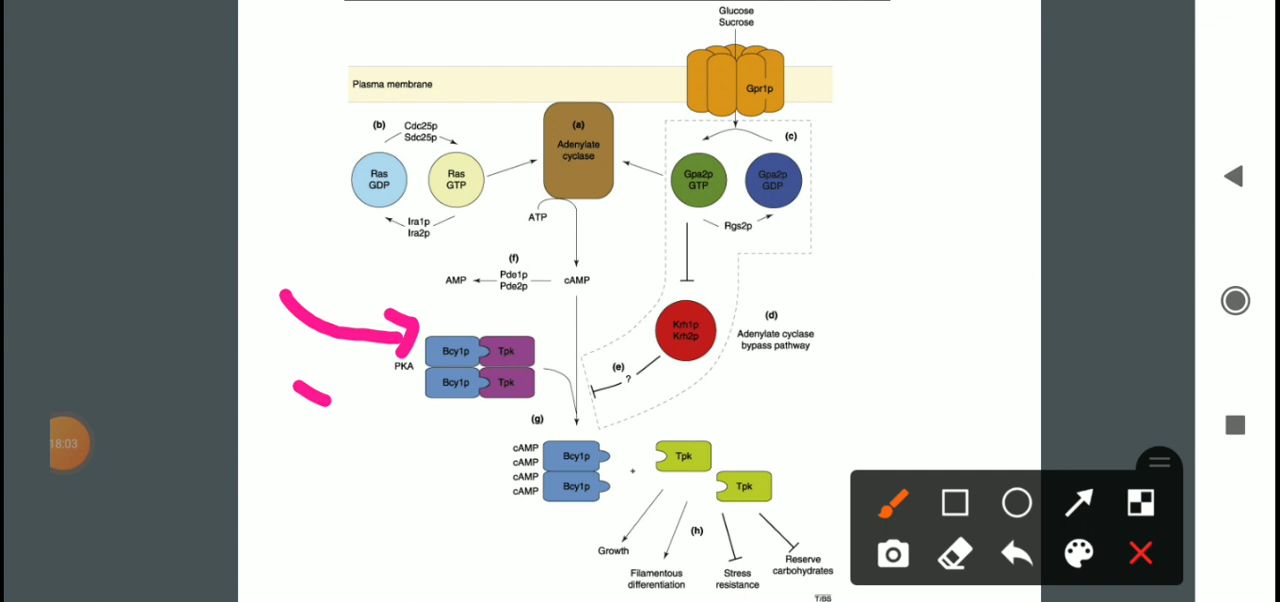 Glucose
Sucrose
Plasma membrane
Gpr1p
(b)
Cdc25p
Sdc25p
(a)
Adenylate
cyclase
(c)
Ras
GDP
Ras
GTP
Gpa2p
GTP
Gpa2p
GDP
Ira1p
Ira2p
ATP
Rgs2p
(f)
AMP
Pde1p
Pde2p
cAMP
Krh1p
Krh2p
(d)
Adenylate cyclase
bypass pathway
PKA
Bcy1p
Tpk
Bcy1p
Tpk
(e)
?
(g)
cAMP
cAMP
cAMP
cAMP
Bcy1p
Bcy1p
+
Tpk
Tpk
(h)
Growth
Filamentous
differentiation
Stress
resistance
Reserve
carbohydrates
TiBS
18:03